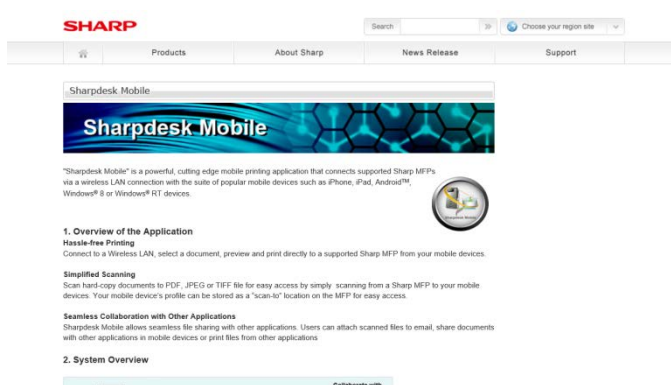 SHARP
Search
Choose your region site
Products About Sharp News Release Support
Sharpdesk Mobile
Sharpdesk Mobile
"Sharpdesk Mobile" is a powerful, cutting edge mobile printing application that connects supported Sharp MFPs
via a wireless LAN connection with the suite of popular mobile devices such as iPhone, iPad, Android™,
Windows® 8 or Windows® RT devices.
Sharpdesk Mobile
1. Overview of the Application
Hassle-free Printing
Connect to a Wireless LAN, select a document, preview and print directly to a supported Sharp MFP from your mobile devices.
Simplified Scanning
Scan hard-copy documents to PDF, JPEG or TIFF file for easy access by simply scanning from a Sharp MFP to your mobile
devices. Your mobile device's profile can be stored as a "scan-to" location on the MFP for easy access.
Seamless Collaboration with Other Applications
Sharpdesk Mobile allows seamless file sharing with other applications. Users can attach scanned files to email, share documents
with other applications in mobile devices or print files from other applications
2. System Overview
Collaborate with